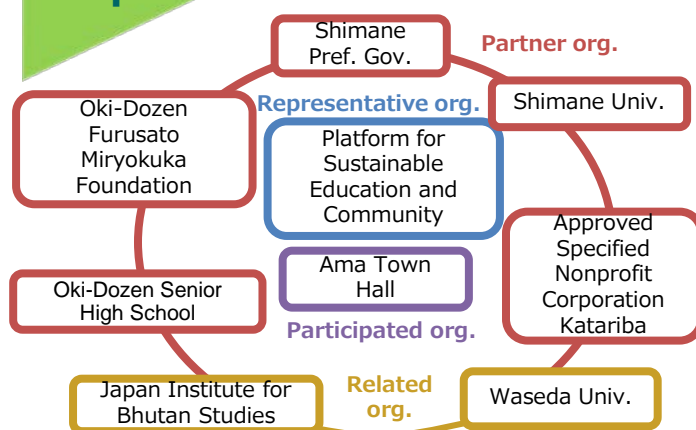 Shimane
Pref. Gov.
Partner org.
Representative org.
Shimane Univ.
Oki-Dozen
Furusato
Miryokuka
Foundation
Platform for
Sustainable
Education and
Community
Approved
Specified
Nonprofit
Corporation
Katariba
Ama Town
Hall
Oki-Dozen Senior
High School
Participated org.
Japan Institute for
Bhutan Studies
Related
org.
Waseda Univ.